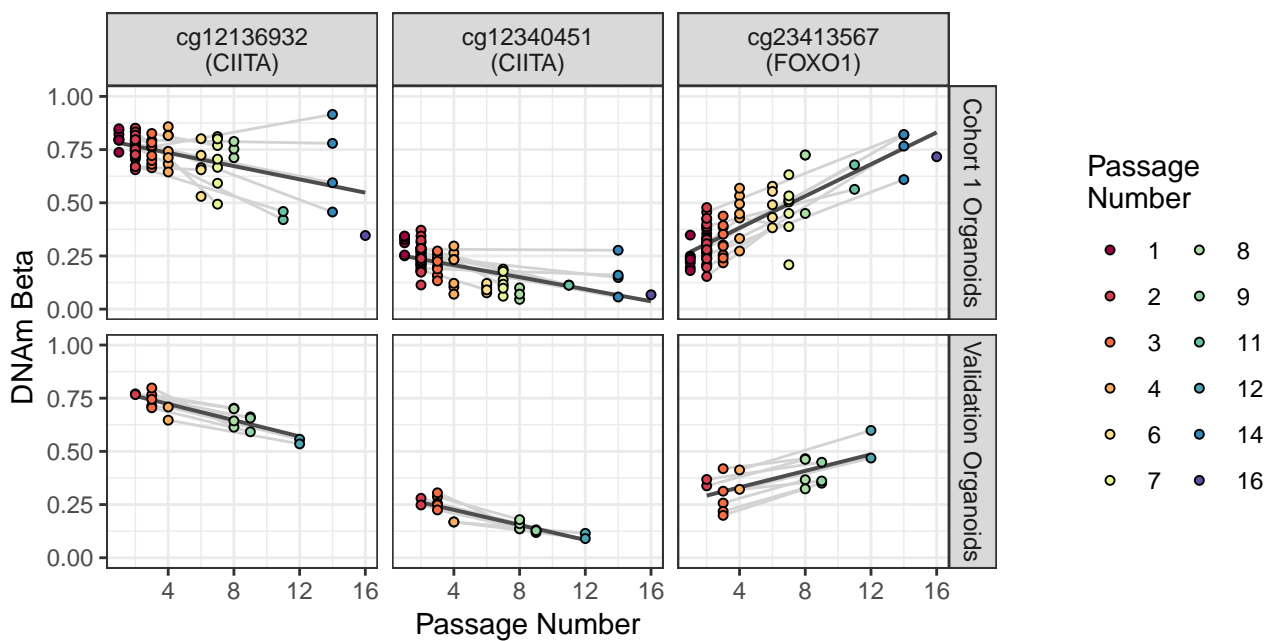 cg12136932
(CIITA)
cg12340451
(CIITA)
cg23413567
(FOXO1)
1.00
0.75
0.50
0.25
0.00
Cohort 1 Organoids
1.00
0.75
0.50
0.25
0.00
Validation Organoids
DNAm Beta
4 8 12 16
4 8 12 16
4 8 12 16
Passage Number
Passage
Number
1 8
2 9
3 11
4 12
6 14
7 16